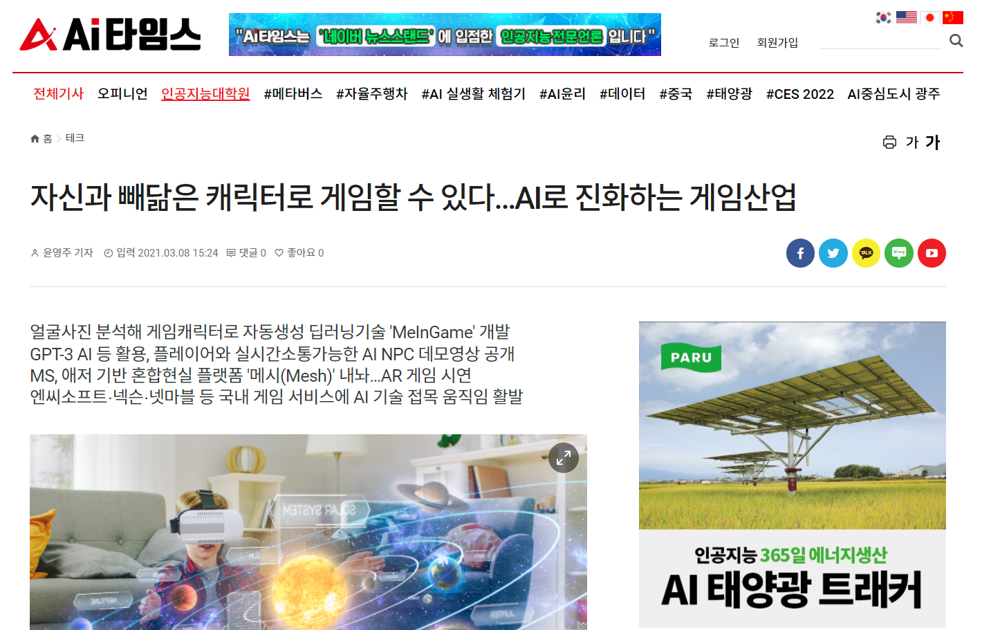 Ai타임스
"Ai타임스는 '네이버 뉴스스탠드'에 입점한 인공지능전문언론 입니다"
로그인 회원가입
전체기사 오피니언 인공지능대학원 #메타버스 #자율주행차 #AI 실생활 체험기 #AI윤리 #데이터 #중국 #태양광 #CES 2022 AI중심도시 광주
홈 테크
가 가
자신과 빼닮은 캐릭터로 게임할 수 있다...AI로 진화하는 게임산업
윤영주 기자 입력 2021.03.08 15:24 댓글 0 좋아요 0
TALK
blog
얼굴사진 분석해 게임캐릭터로 자동생성 딥러닝기술 'MeInGame' 개발
GPT-3 AI 등 활용, 플레이어와 실시간소통가능한 AI NPC 데모영상 공개
MS, 애저 기반 혼합현실 플랫폼 '메시(Mesh)' 내놔...AR 게임 시연
엔씨소프트·넥슨·넷마블 등 국내 게임 서비스에 AI 기술 접목 움직임 활발
SOLAR SYSTEM
SUN
NEPTUNE
JUPITER
PARU
인공지능 365일 에너지생산
AI 태양광 트래커